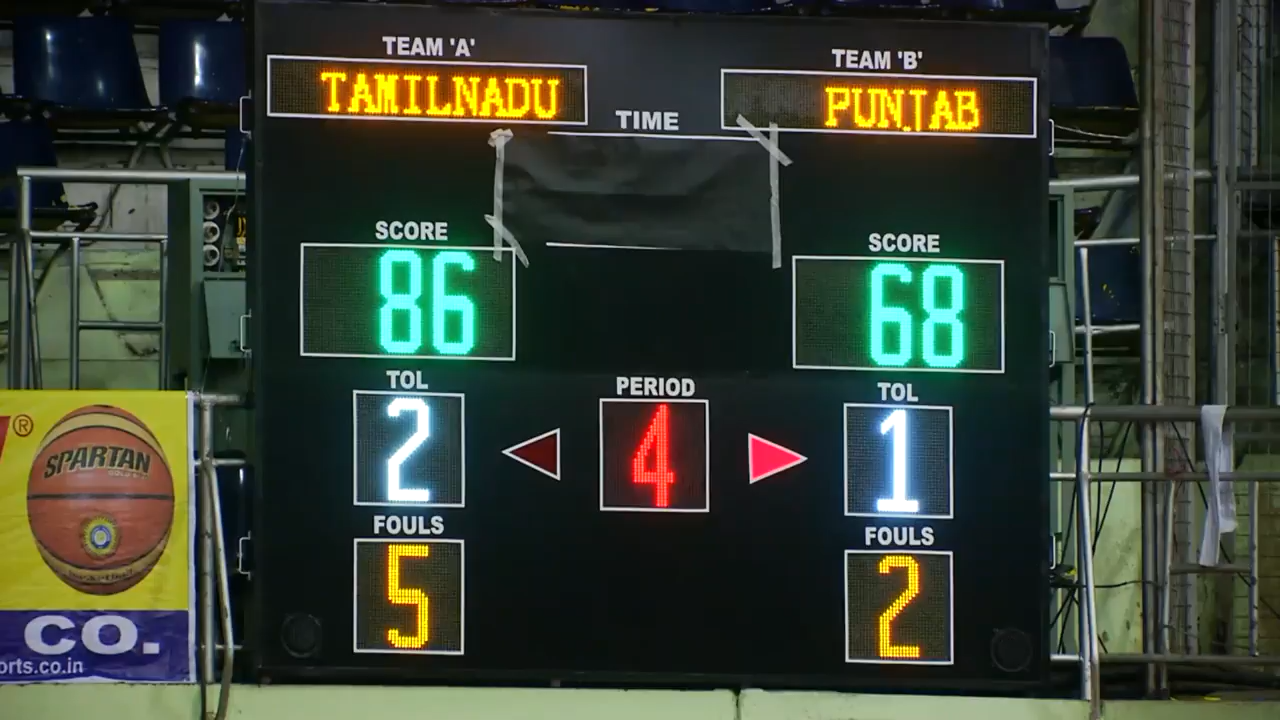 TEAM 'A'
TEAM 'B'
TAMILNADU
PUNJAB
TIME
SCORE
SCORE
86
68
TOL
PERIOD
TOL
2
4
1
FOULS
FOULS
5
2
®
SPARTAN
CO.
orts.co.in